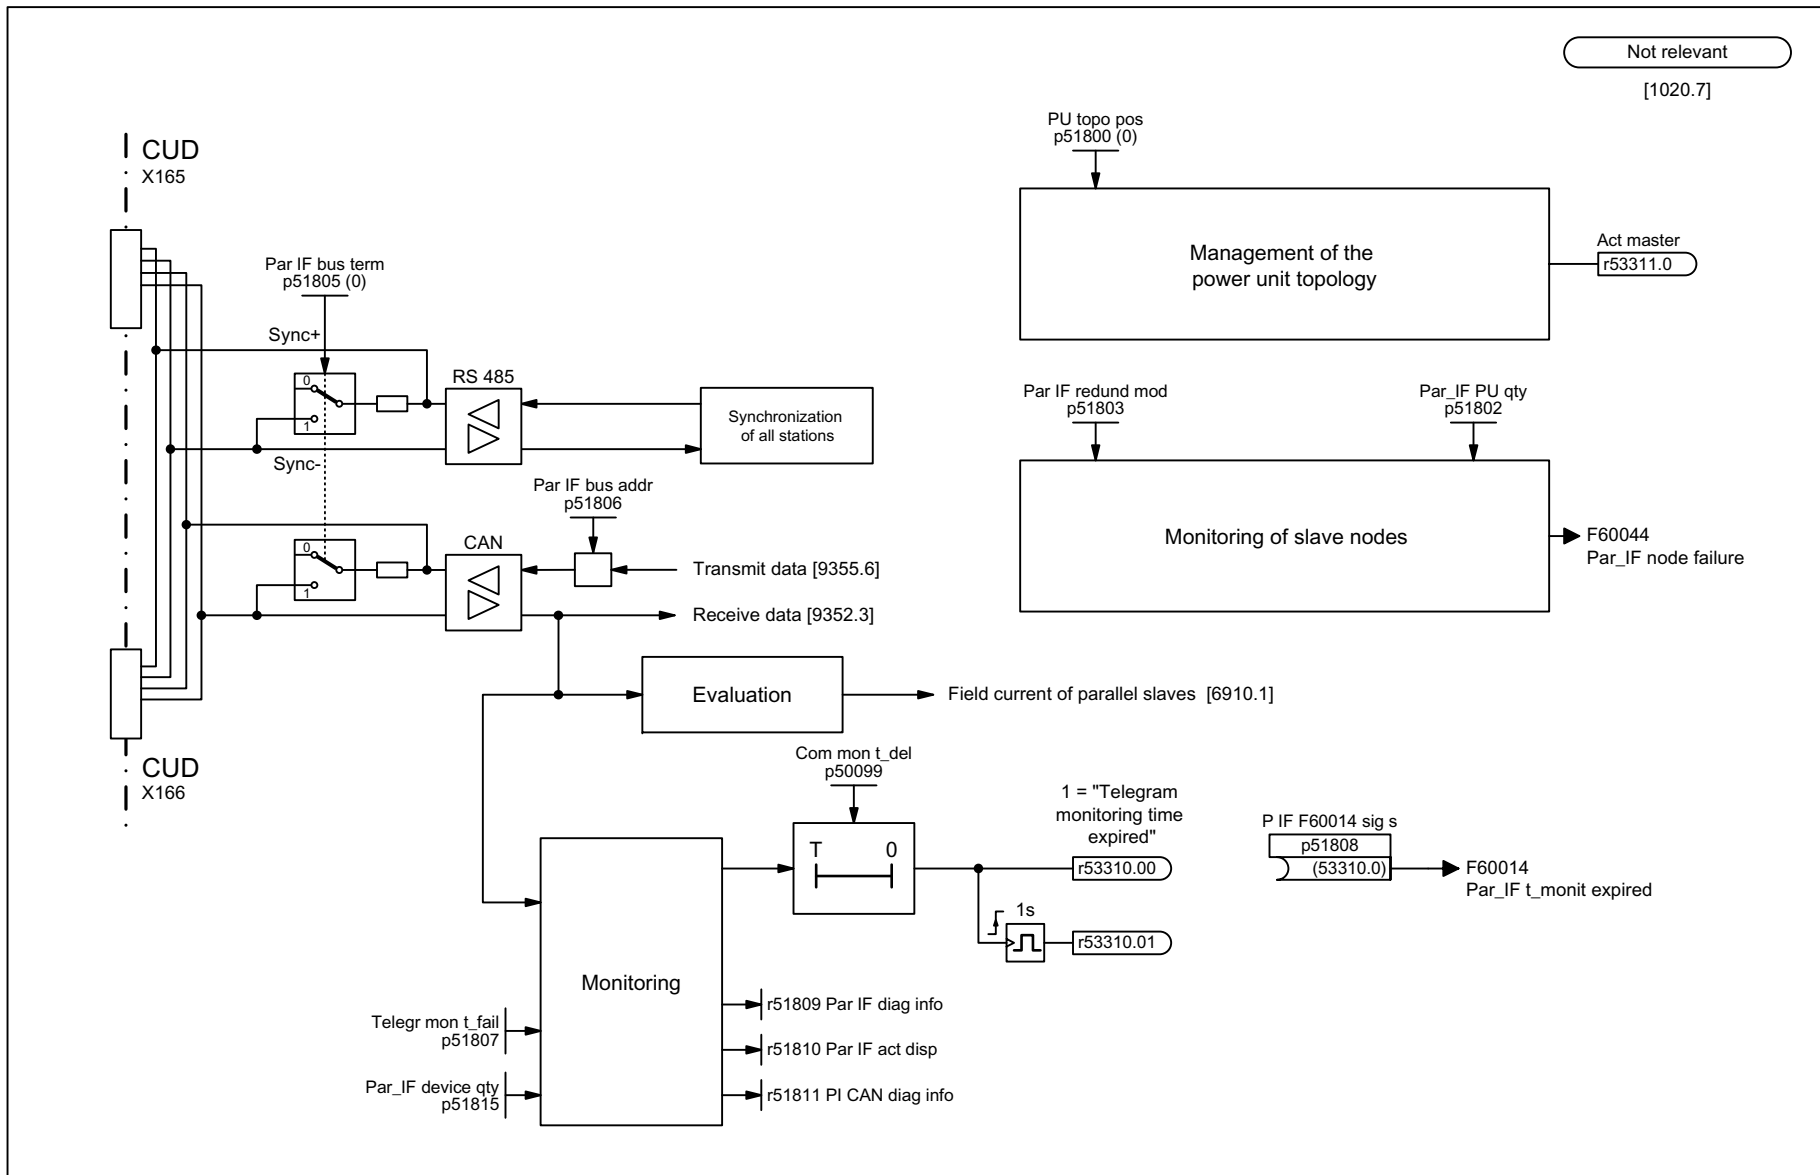 Not relevant
[1020.7]
PU topo pos
p51800 (0)
CUD
X165
Management of the
power unit topology
Act master
r53311.0
Par IF bus term
p51805 (0)
Sync+
0
1
Sync-
RS 485
Synchronization
of all stations
Par IF redund mod
p51803
Par_IF PU qty
p51802
Monitoring of slave nodes
F60044
Par_IF node failure
Par IF bus addr
p51806
0
1
CAN
Transmit data [9355.6]
Receive data [9352.3]
Evaluation
Field current of parallel slaves [6910.1]
CUD
X166
Com mon t_del
p50099
T 0
1 = "Telegram
monitoring time
expired"
r53310.00
1s
r53310.01
P IF F60014 sig s
p51808
(53310.0)
F60014
Par_IF t_monit expired
Monitoring
Telegr mon t_fail
p51807
Par_IF device qty
p51815
r51809 Par IF diag info
r51810 Par IF act disp
r51811 PI CAN diag info